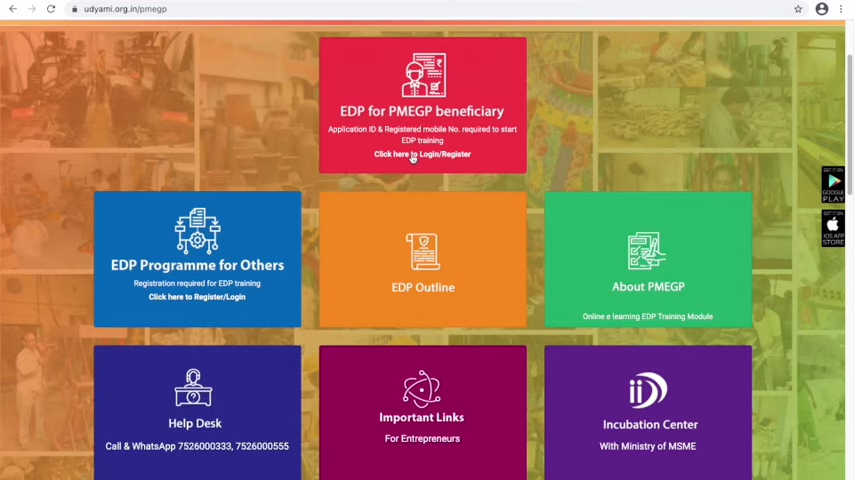 udyami.org.in/pmegp
EDP for PMEGP beneficiary
Application ID & Registered mobile No. required to start
EDP training
Click here to Login/Register
GET IT ON
GOOGLE
PLAY
GET IT ON
iOS APP
STORE
EDP Programme for Others
Registration required for EDP training
Click here to Register/Login
EDP Outline
About PMEGP
Online e learning EDP Training Module
Help Desk
Call & WhatsApp 7526000333, 7526000555
Important Links
For Entrepreneurs
Incubation Center
With Ministry of MSME